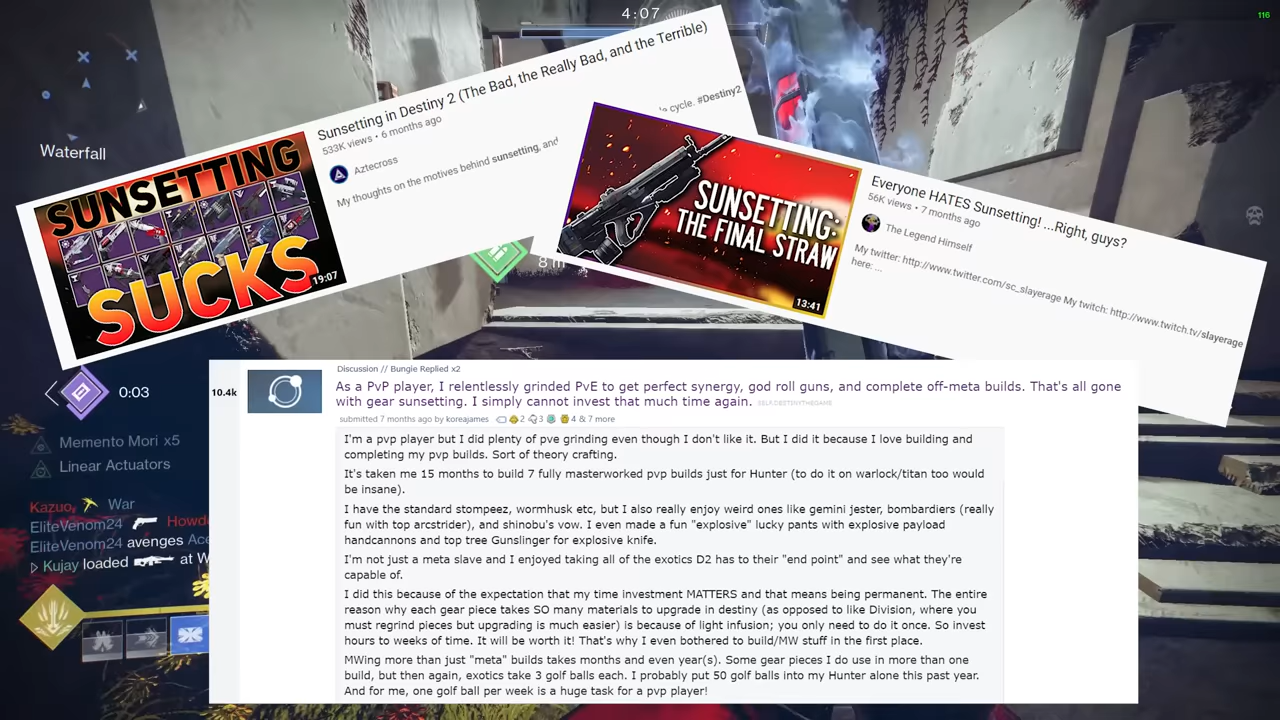 4:07
116
Waterfall
SUNSETTING
SUCKS
19:07
Sunsetting in Destiny 2 (The Bad, the Really Bad, and the Terrible)
533K views • 6 months ago
Aztecross
My thoughts on the motives behind sunsetting, and
cycle. #Destiny2
SUNSETTING:
THE FINAL STRAW
13:41
Everyone HATES Sunsetting! ...Right, guys?
56K views • 7 months ago
The Legend Himself
My twitter: http://www.twitter.com/sc_slayerage My twitch: http://www.twitch.tv/slayerage
here: ...
8m
0:03
Memento Mori x5
Linear Actuators
Kazuo War
EliteVenom24 Howd
EliteVenom24 avenges Ace
Kujay loaded at W
10.4k
Discussion // Bungie Replied x2
As a PvP player, I relentlessly grinded PvE to get perfect synergy, god roll guns, and complete off-meta builds. That's all gone
with gear sunsetting. I simply cannot invest that much time again. SELF.DESTINYTHEGAME
submitted 7 months ago by koreajames 2 3 4 & 7 more
I'm a pvp player but I did plenty of pve grinding even though I don't like it. But I did it because I love building and
completing my pvp builds. Sort of theory crafting.
It's taken me 15 months to build 7 fully masterworked pvp builds just for Hunter (to do it on warlock/titan too would
be insane).
I have the standard stompeez, wormhusk etc, but I also really enjoy weird ones like gemini jester, bombardiers (really
fun with top arcstrider), and shinobu's vow. I even made a fun "explosive" lucky pants with explosive payload
handcannons and top tree Gunslinger for explosive knife.
I'm not just a meta slave and I enjoyed taking all of the exotics D2 has to their "end point" and see what they're
capable of.
I did this because of the expectation that my time investment MATTERS and that means being permanent. The entire
reason why each gear piece takes SO many materials to upgrade in destiny (as opposed to like Division, where you
must regrind pieces but upgrading is much easier) is because of light infusion; you only need to do it once. So invest
hours to weeks of time. It will be worth it! That's why I even bothered to build/MW stuff in the first place.
MWing more than just "meta" builds takes months and even year(s). Some gear pieces I do use in more than one
build, but then again, exotics take 3 golf balls each. I probably put 50 golf balls into my Hunter alone this past year.
And for me, one golf ball per week is a huge task for a pvp player!